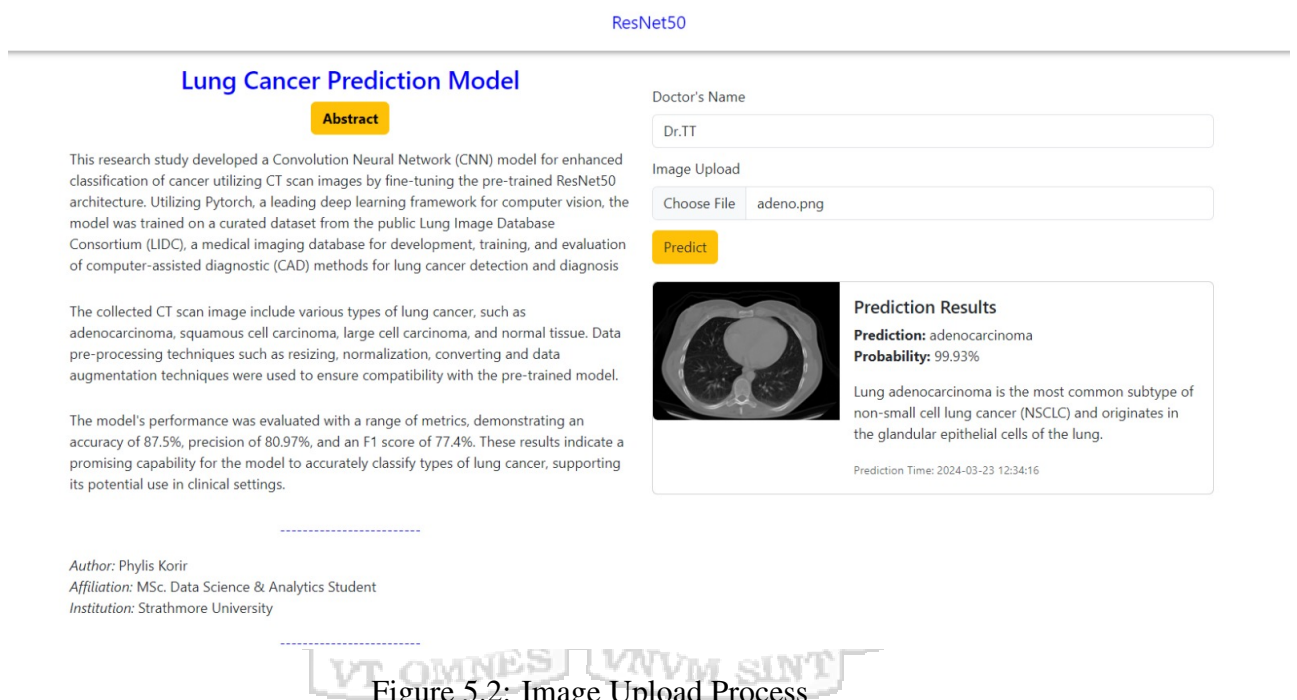 ResNet50
Lung Cancer Prediction Model
Abstract
This research study developed a Convolution Neural Network (CNN) model for enhanced
classification of cancer utilizing CT scan images by fine-tuning the pre-trained ResNet50
architecture. Utilizing Pytorch, a leading deep learning framework for computer vision, the
model was trained on a curated dataset from the public Lung Image Database
Consortium (LIDC), a medical imaging database for development, training, and evaluation
of computer-assisted diagnostic (CAD) methods for lung cancer detection and diagnosis
The collected CT scan image include various types of lung cancer, such as
adenocarcinoma, squamous cell carcinoma, large cell carcinoma, and normal tissue. Data
pre-processing techniques such as resizing, normalization, converting and data
augmentation techniques were used to ensure compatibility with the pre-trained model.
The model's performance was evaluated with a range of metrics, demonstrating an
accuracy of 87.5%, precision of 80.97%, and an F1 score of 77.4%. These results indicate a
promising capability for the model to accurately classify types of lung cancer, supporting
its potential use in clinical settings.
-------------------------
Author: Phylis Korir
Affiliation: MSc. Data Science & Analytics Student
Institution: Strathmore University
-------------------------
Doctor's Name
Dr.TT
Image Upload
Choose File adeno.png
Predict
Prediction Results
Prediction: adenocarcinoma
Probability: 99.93%
Lung adenocarcinoma is the most common subtype of
non-small cell lung cancer (NSCLC) and originates in
the glandular epithelial cells of the lung.
Prediction Time: 2024-03-23 12:34:16
VT OMNES VNVM SINT
Figure 5.2: Image Upload Process